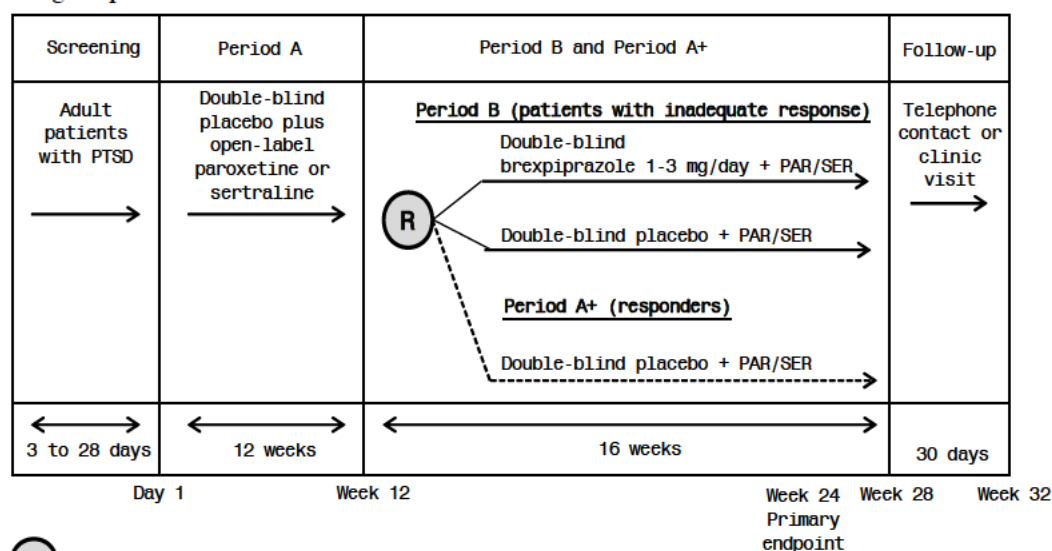 Screening
Period A
Period B and Period A+
Follow-up
Adult
patients
with PTSD
Double-blind
placebo plus
open-label
paroxetine or
sertraline
Period B (patients with inadequate response)
Double-blind
brexpiprazole 1-3 mg/day + PAR/SER
R
Double-blind placebo + PAR/SER
Period A+ (responders)
Double-blind placebo + PAR/SER
Telephone
contact or
clinic
visit
3 to 28 days
12 weeks
16 weeks
30 days
Day 1
Week 12
Week 24
Primary
endpoint
Week 28
Week 32